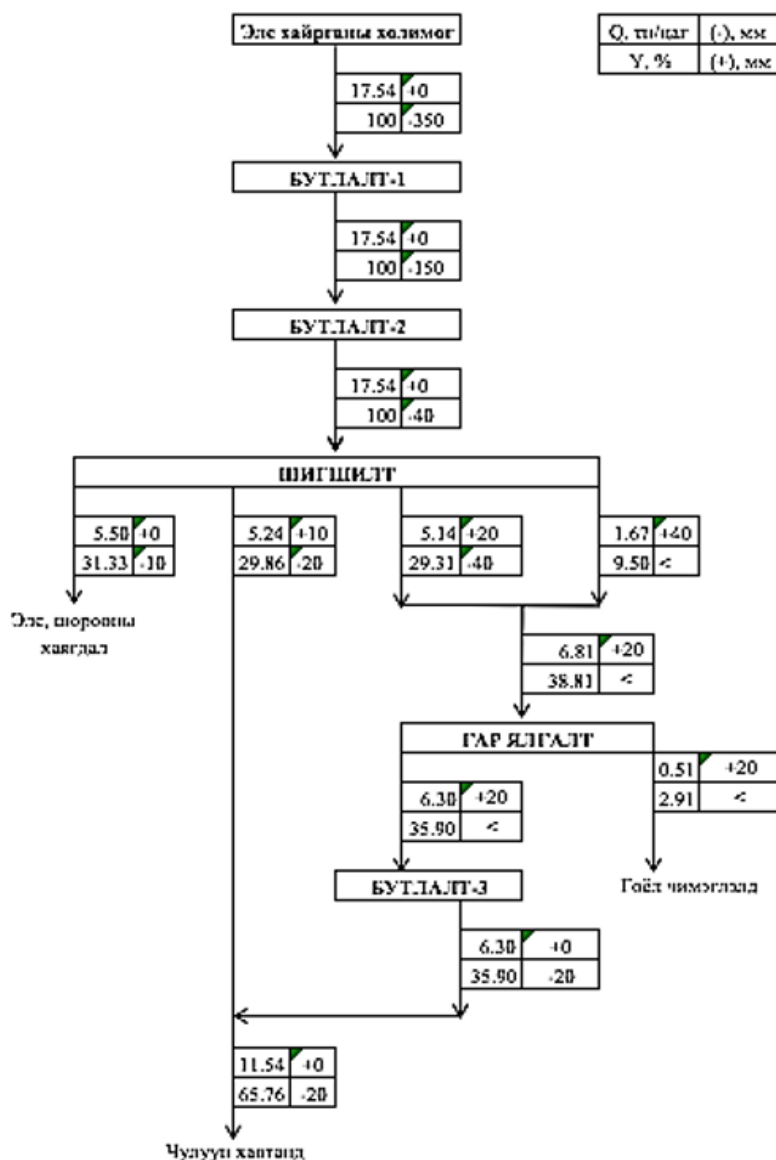 Элс хайрганы холимог
Q, тн/цаг (-), мм
Y, % (+), мм
17.54 +0
100 -350
БУТЛАЛТ-1
17.54 +0
100 -150
БУТЛАЛТ-2
17.54 +0
100 -40
ШИГШИЛТ
5.50 +0 5.24 +10 5.14 +20 1.67 +40
31.33 -10 29.86 -20 29.31 -40 9.50 <
Элс, шорооны
хаягдал
6.81 +20
38.81 <
ГАР ЯЛГАЛТ
0.51 +20
2.91 <
6.30 +20
35.90 <
БУТЛАЛТ-3
Гоёл чимэглэлд
6.30 +0
35.90 -20
11.54 +0
65.76 -20
Чулуун хавтанд